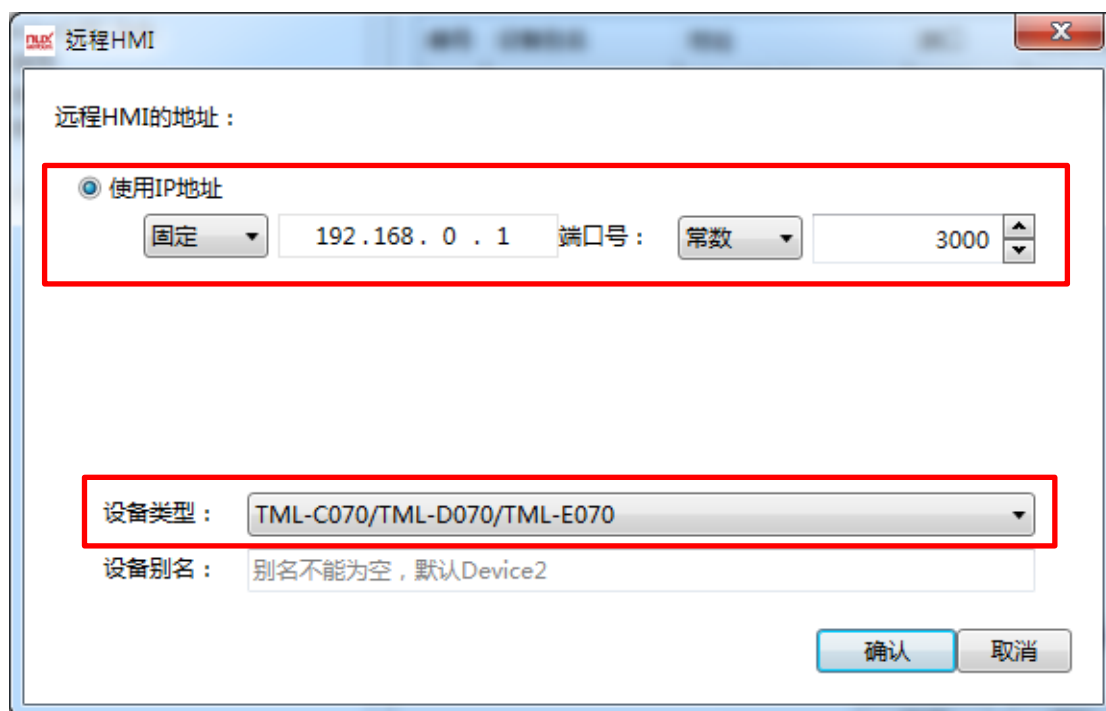 远程HMI
远程HMI的地址：
使用IP地址
固定 192.168. 0 . 1 端口号： 常数 3000
设备类型： TML-C070/TML-D070/TML-E070
设备别名： 别名不能为空，默认Device2
确认 取消